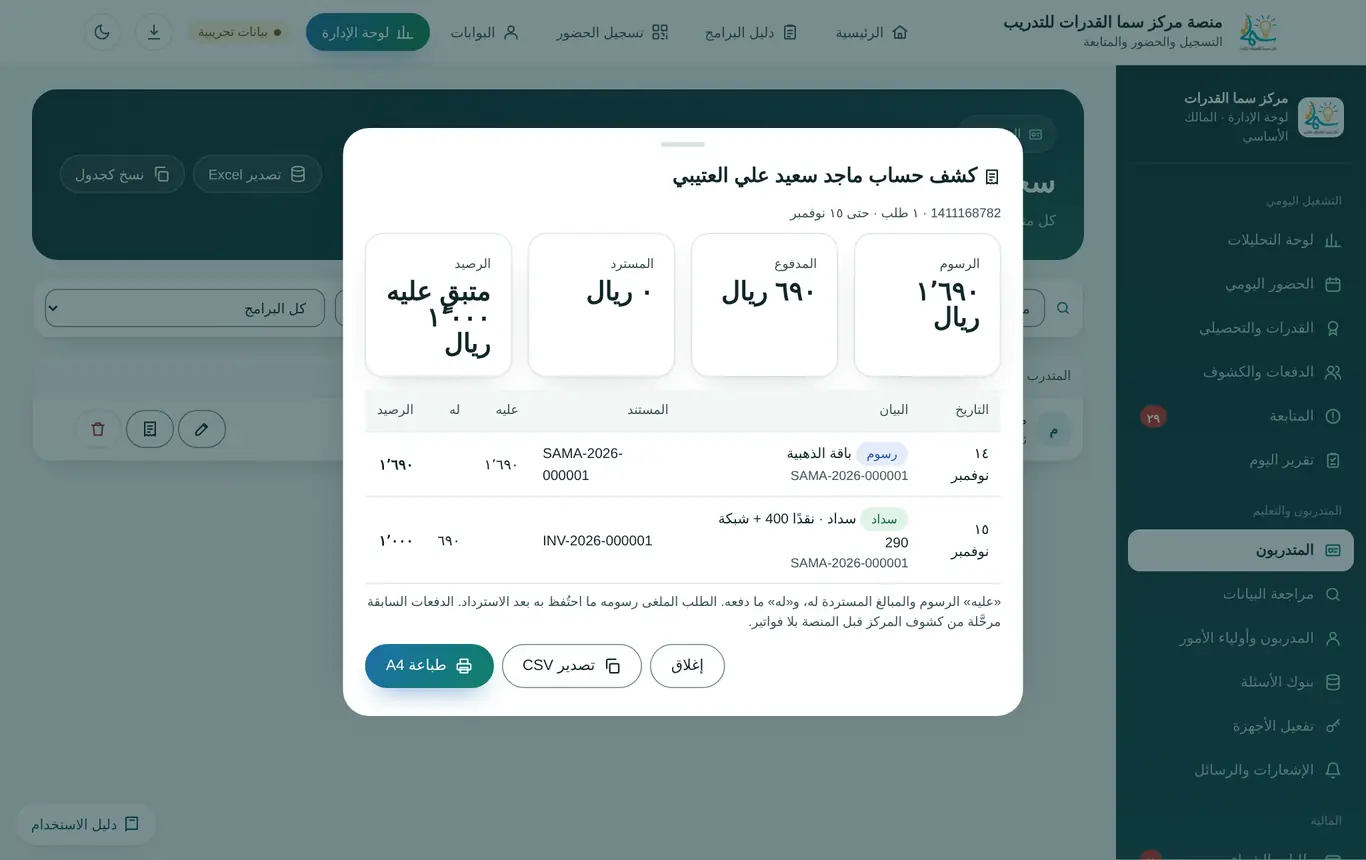 منصة مركز سما القدرات للتدريب
التسجيل والحضور والمتابعة
الرئيسية
دليل البرامج
تسجيل الحضور
البوابات
لوحة الإدارة
بيانات تجريبية
مركز سما القدرات
لوحة الإدارة · المالك
الأساسي
التشغيل اليومي
لوحة التحليلات
الحضور اليومي
القدرات والتحصيلي
الدفعات والكشوف
المتابعة
٢٩
تقرير اليوم
المتدربون والتعليم
المتدربون
مراجعة البيانات
المدربون وأولياء الأمور
بنوك الأسئلة
تفعيل الأجهزة
الإشعارات والرسائل
المالية
تصدير Excel
نسخ كجدول
كل البرامج
المتدرب
م
كشف حساب ماجد سعيد علي العتيبي
1411168782 · ١ طلب · حتى ١٥ نوفمبر
الرسوم
١٬٦٩٠
ريال
المدفوع
٦٩٠ ريال
المسترد
٠ ريال
الرصيد
متبقٍ عليه
١٬٠٠٠
ريال
التاريخ
البيان
المستند
عليه
له
الرصيد
١٤
نوفمبر
رسوم
باقة الذهبية
SAMA-2026-000001
SAMA-2026-
000001
١٬٦٩٠
١٬٦٩٠
١٥
نوفمبر
سداد
سداد · نقدًا 400 + شبكة
290
SAMA-2026-000001
INV-2026-000001
٦٩٠
١٬٠٠٠
«عليه» الرسوم والمبالغ المستردة له، و«له» ما دفعه. الطلب الملغى رسومه ما احتُفظ به بعد الاسترداد. الدفعات السابقة
مرحَّلة من كشوف المركز قبل المنصة بلا فواتير.
إغلاق
تصدير CSV
طباعة A4
دليل الاستخدام